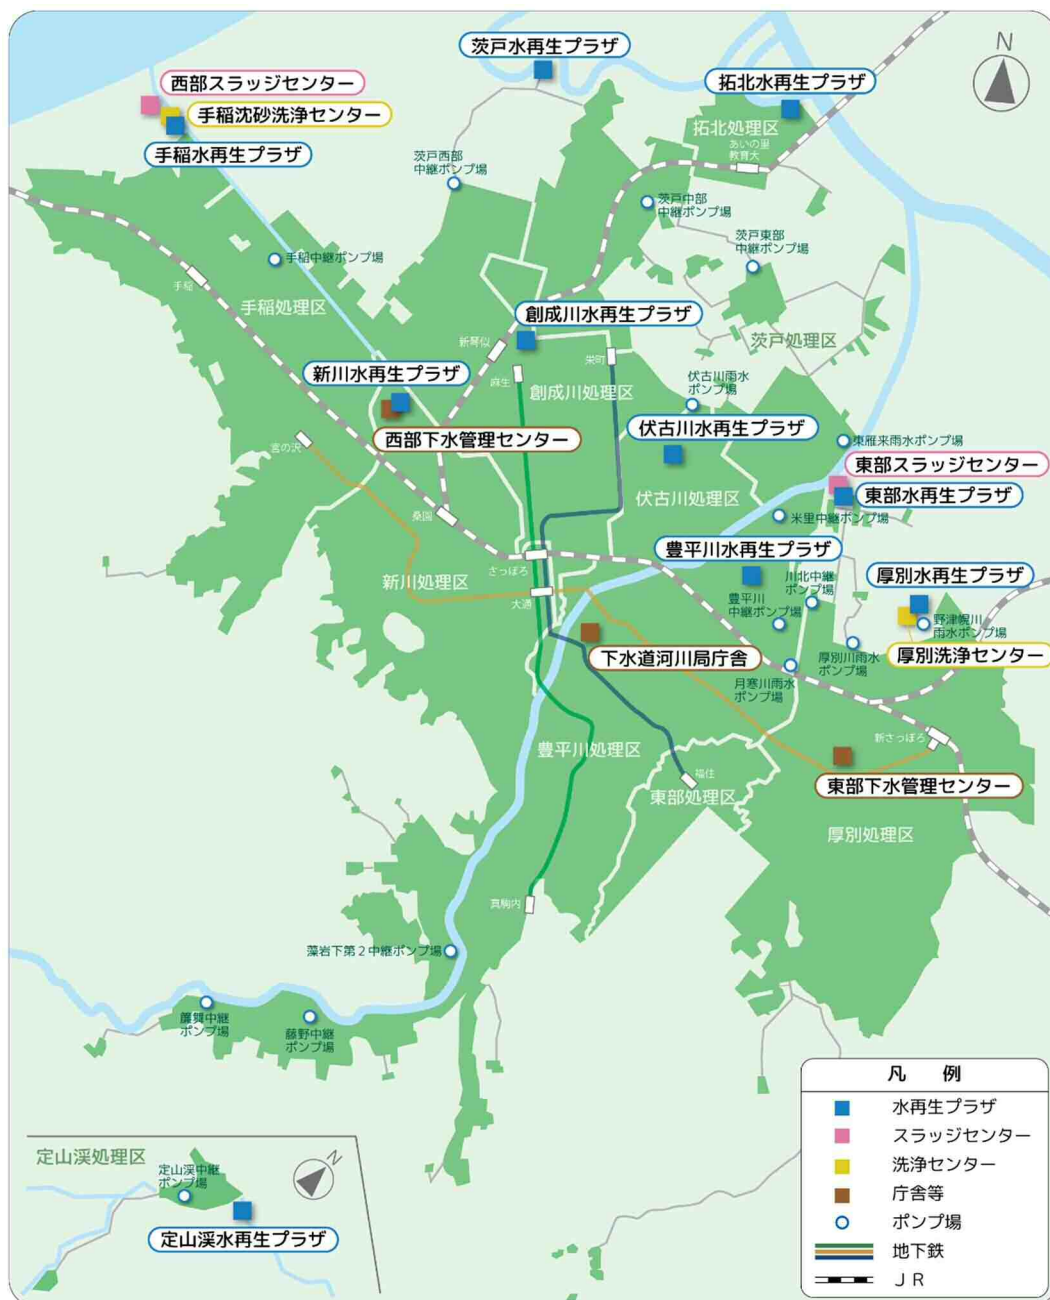 N
茨戸水再生プラザ
西部スラッジセンター
拓北水再生プラザ
手稲沈砂洗浄センター
手稲水再生プラザ
拓北処理区
あいの里
教育大
茨戸西部
中継ポンプ場
茨戸中部
中継ポンプ場
茨戸東部
中継ポンプ場
手稲中継ポンプ場
手稲
手稲処理区
創成川水再生プラザ
茨戸処理区
新琴似
栄町
新川水再生プラザ
麻生
創成川処理区
伏古川雨水
ポンプ場
西部下水管理センター
伏古川水再生プラザ
宮の沢
東雁来雨水ポンプ場
東部スラッジセンター
伏古川処理区
東部水再生プラザ
桑園
米里中継ポンプ場
豊平川水再生プラザ
さっぽろ
新川処理区
川北中継
ポンプ場
厚別水再生プラザ
大通
豊平川
中継ポンプ場
野津幌川
雨水ポンプ場
下水道河川局庁舎
厚別川雨水
ポンプ場
厚別洗浄センター
月寒川雨水
ポンプ場
豊平川処理区
新さっぽろ
福住
東部処理区
東部下水管理センター
厚別処理区
真駒内
藻岩下第2中継ポンプ場
簾舞中継
ポンプ場
藤野中継
ポンプ場
定山渓処理区
N
定山渓中継
ポンプ場
定山渓水再生プラザ
凡 例
水再生プラザ
スラッジセンター
洗浄センター
庁舎等
ポンプ場
地下鉄
JR